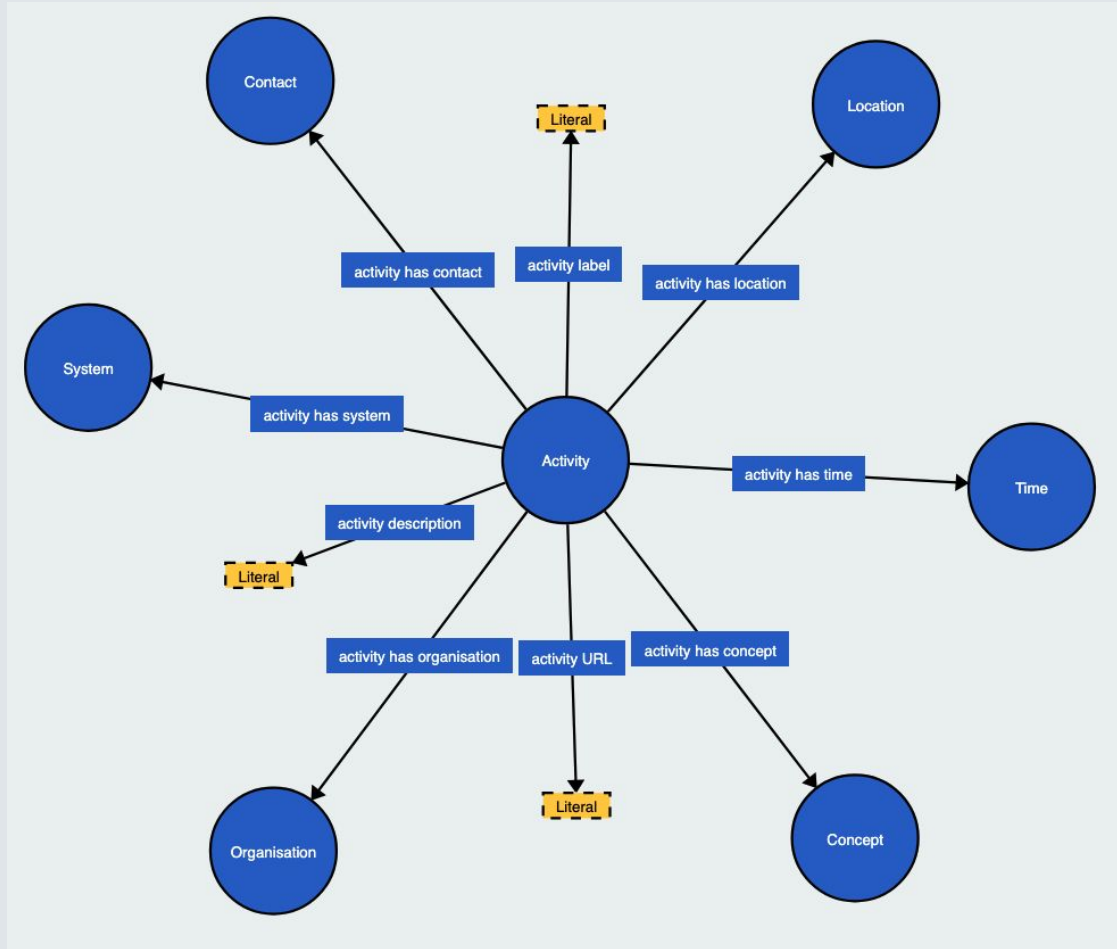 Contact
Location
Literal
activity label
activity has contact
activity has location
System
activity has system
Activity
activity has time
Time
activity description
Literal
activity has organisation
activity URL
activity has concept
Literal
Organisation
Concept